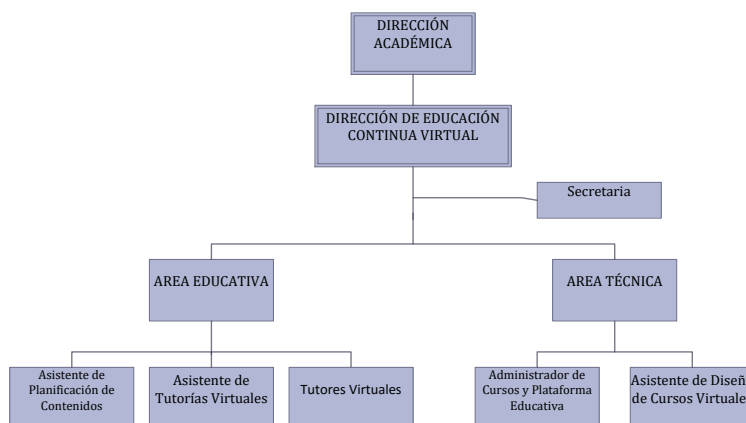 DIRECCIÓN
ACADÉMICA
DIRECCIÓN DE EDUCACIÓN
CONTINUA VIRTUAL
Secretaria
AREA EDUCATIVA
AREA TÉCNICA
Asistente de
Planificación de
Contenidos
Asistente de
Tutorías Virtuales
Tutores Virtuales
Administrador de
Cursos y Plataforma
Educativa
Asistente de Diseñ
de Cursos Virtuale